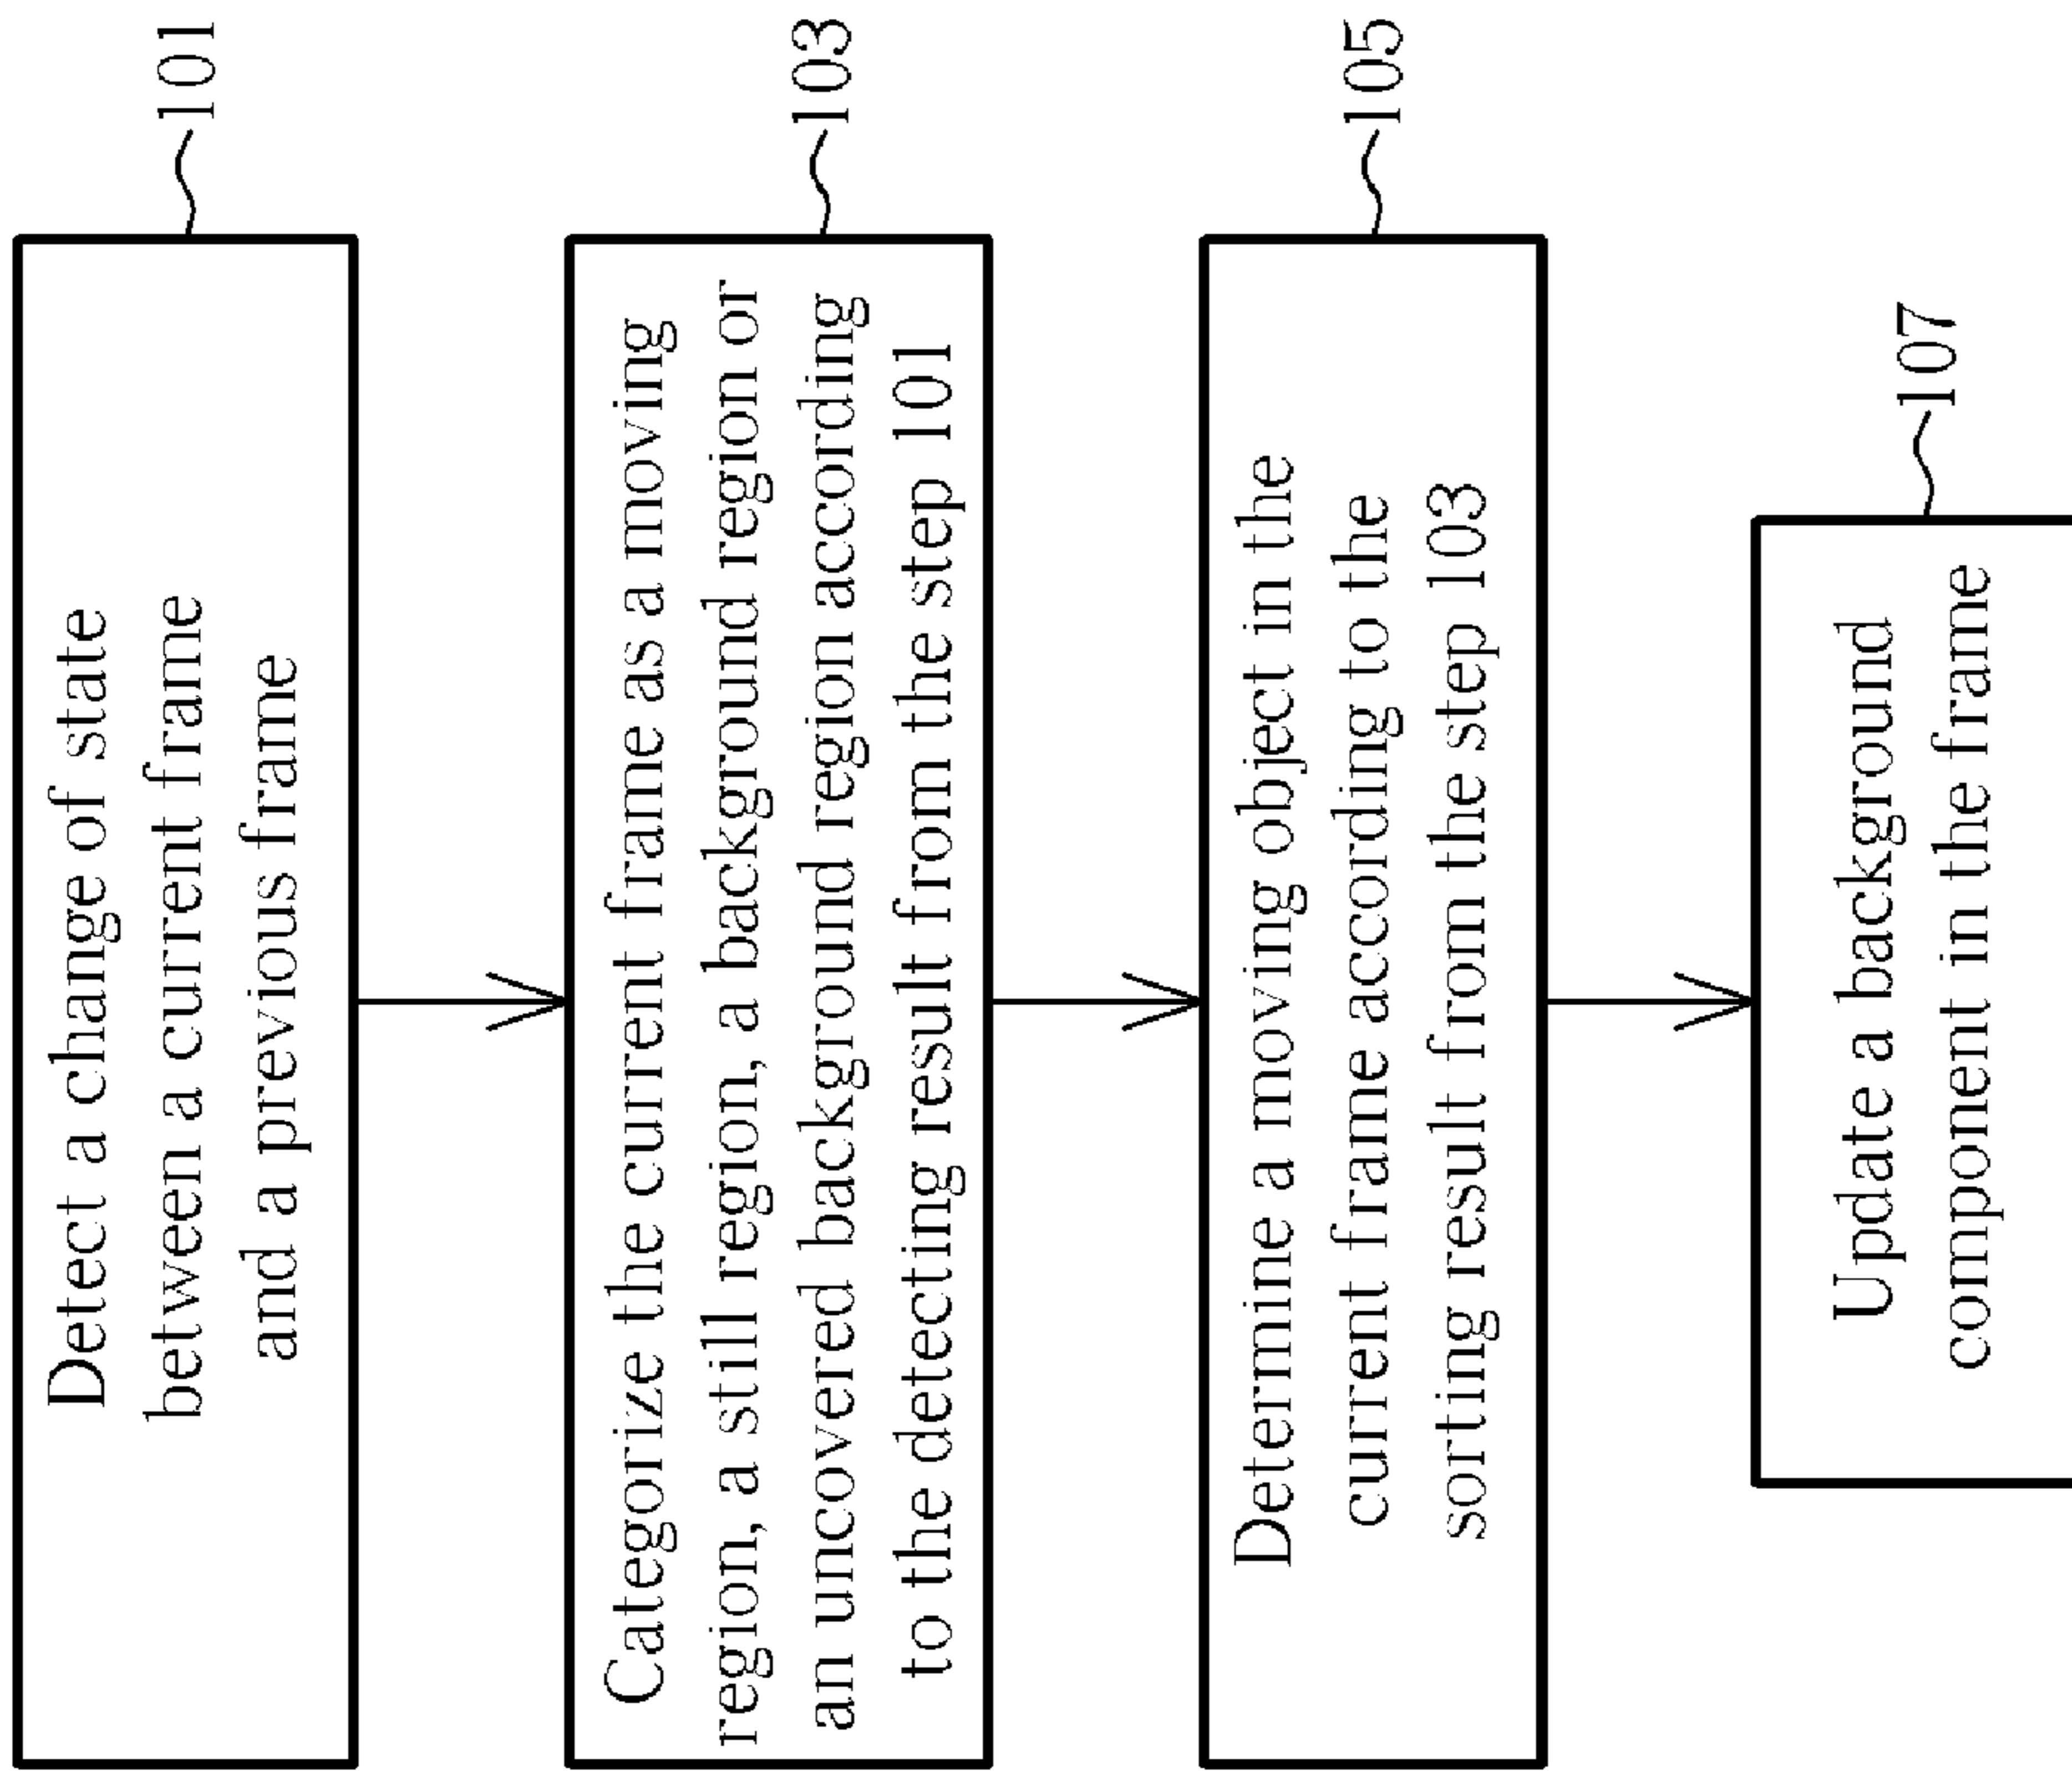 Detect a change of state
between a current frame
and a previous frame
101
Categorize the current frame as a moving
region, a still region, a background region or
an uncovered background region according
to the detecting result from the step 101
103
Determine a moving object in the
current frame according to the
sorting result from the step 103
105
Update a background
component in the frame
107